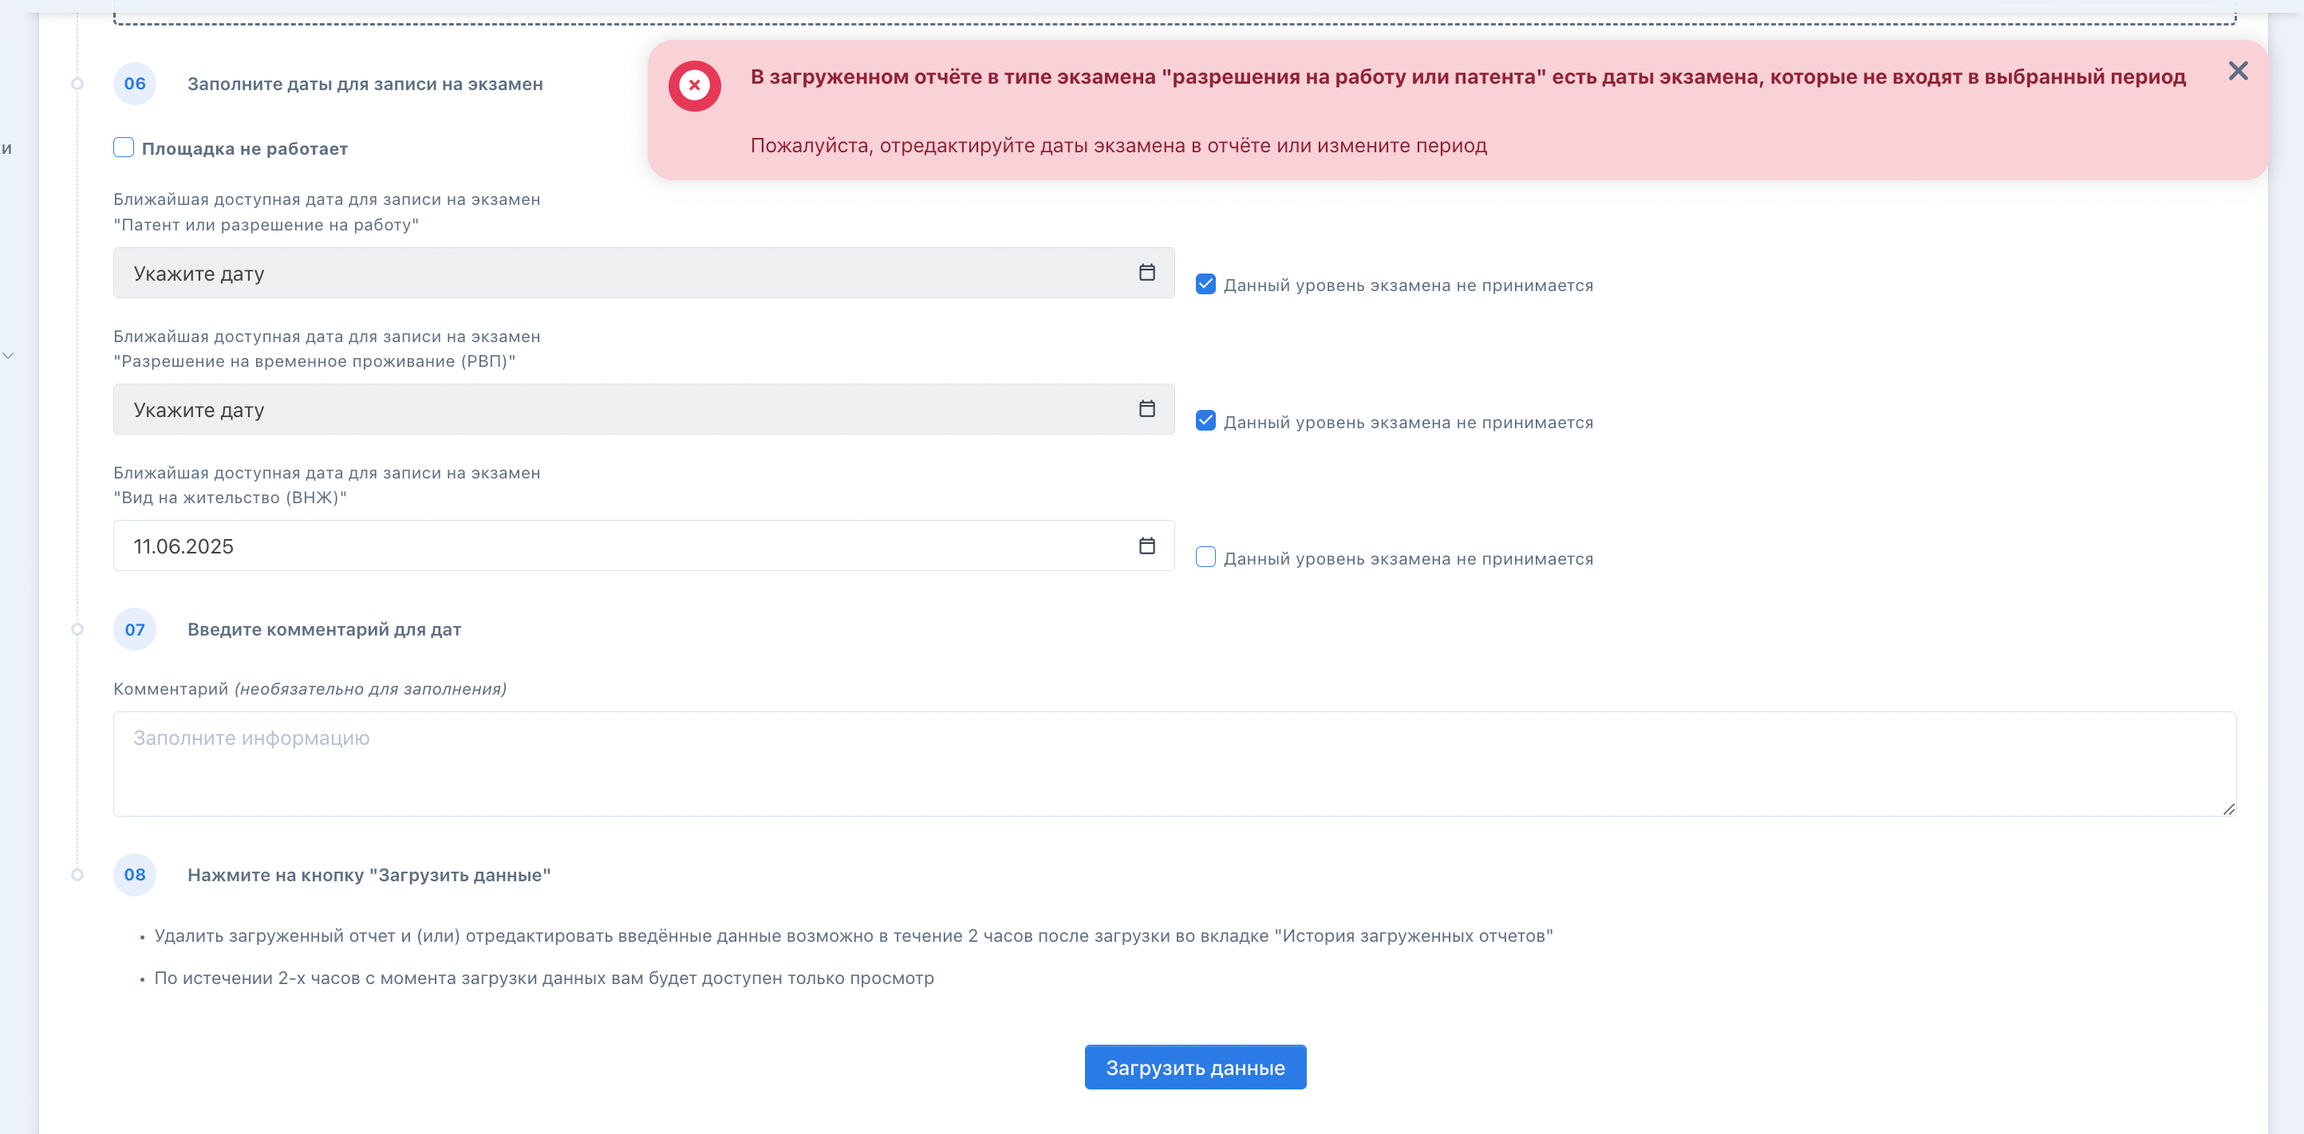 В загруженном отчёте в типе экзамена "разрешения на работу или патента" есть даты экзамена, которые не входят в выбранный период
Пожалуйста, отредактируйте даты экзамена в отчёте или измените период
06 Заполните даты для записи на экзамен
Площадка не работает
Ближайшая доступная дата для записи на экзамен
"Патент или разрешение на работу"
Укажите дату
Данный уровень экзамена не принимается
Ближайшая доступная дата для записи на экзамен
"Разрешение на временное проживание (РВП)"
Укажите дату
Данный уровень экзамена не принимается
Ближайшая доступная дата для записи на экзамен
"Вид на жительство (ВНЖ)"
11.06.2025
Данный уровень экзамена не принимается
07 Введите комментарий для дат
Комментарий (необязательно для заполнения)
Заполните информацию
08 Нажмите на кнопку "Загрузить данные"
• Удалить загруженный отчет и (или) отредактировать введённые данные возможно в течение 2 часов после загрузки во вкладке "История загруженных отчетов"
• По истечении 2-х часов с момента загрузки данных вам будет доступен только просмотр
Загрузить данные